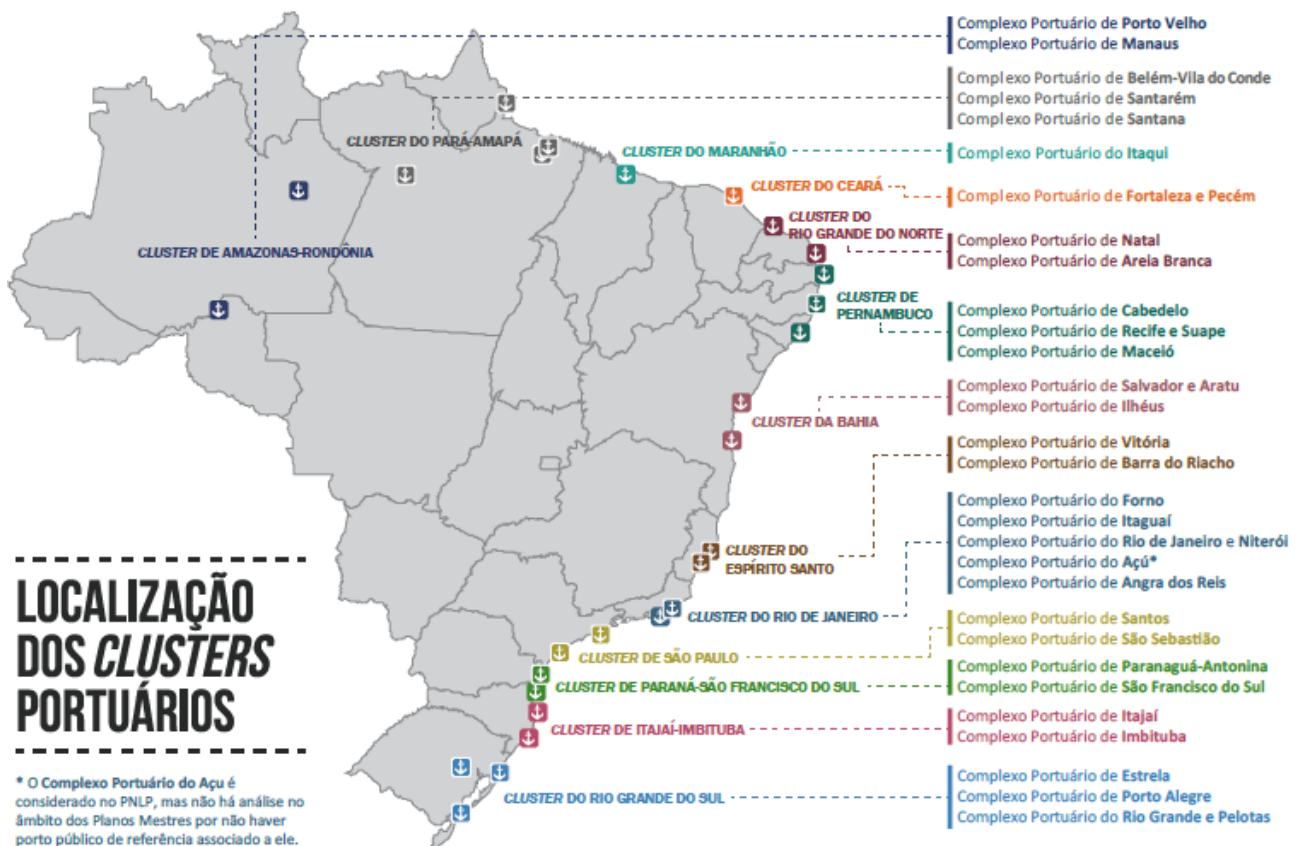 Complexo Portuário de Porto Velho
Complexo Portuário de Manaus
Complexo Portuário de Belém-Vila do Conde
Complexo Portuário de Santarém
Complexo Portuário de Santana
CLUSTER DO PARÁ-AMAPÁ
CLUSTER DO MARANHÃO
Complexo Portuário do Itaqui
CLUSTER DO CEARÁ
Complexo Portuário de Fortaleza e Pecém
CLUSTER DO
RIO GRANDE DO NORTE
Complexo Portuário de Natal
Complexo Portuário de Areia Branca
CLUSTER DE AMAZONAS-RONDÔNIA
CLUSTER DE
PERNAMBUCO
Complexo Portuário de Cabedelo
Complexo Portuário de Recife e Suape
Complexo Portuário de Maceió
Complexo Portuário de Salvador e Aratu
Complexo Portuário de Ilhéus
CLUSTER DA BAHIA
Complexo Portuário de Vitória
Complexo Portuário de Barra do Riacho
CLUSTER DO
ESPÍRITO SANTO
Complexo Portuário do Forno
Complexo Portuário de Itaguaí
Complexo Portuário do Rio de Janeiro e Niterói
Complexo Portuário do Açú*
Complexo Portuário de Angra dos Reis
CLUSTER DO RIO DE JANEIRO
Complexo Portuário de Santos
Complexo Portuário de São Sebastião
CLUSTER DE SÃO PAULO
Complexo Portuário de Paranaguá-Antonina
Complexo Portuário de São Francisco do Sul
CLUSTER DE PARANÁ-SÃO FRANCISCO DO SUL
Complexo Portuário de Itajaí
Complexo Portuário de Imbituba
CLUSTER DE ITAJAÍ-IMBITUBA
Complexo Portuário de Estrela
Complexo Portuário de Porto Alegre
Complexo Portuário do Rio Grande e Pelotas
CLUSTER DO RIO GRANDE DO SUL
LOCALIZAÇÃO
DOS CLUSTERS
PORTUÁRIOS
* O Complexo Portuário do Açu é
considerado no PNLP, mas não há análise no
âmbito dos Planos Mestres por não haver
porto público de referência associado a ele.